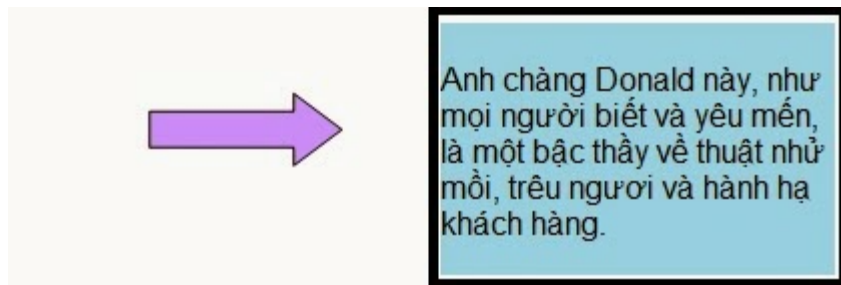 Anh chàng Donald này, như
mọi người biết và yêu mến,
là một bậc thầy về thuật nhử
mồi, trêu ngươi và hành hạ
khách hàng.